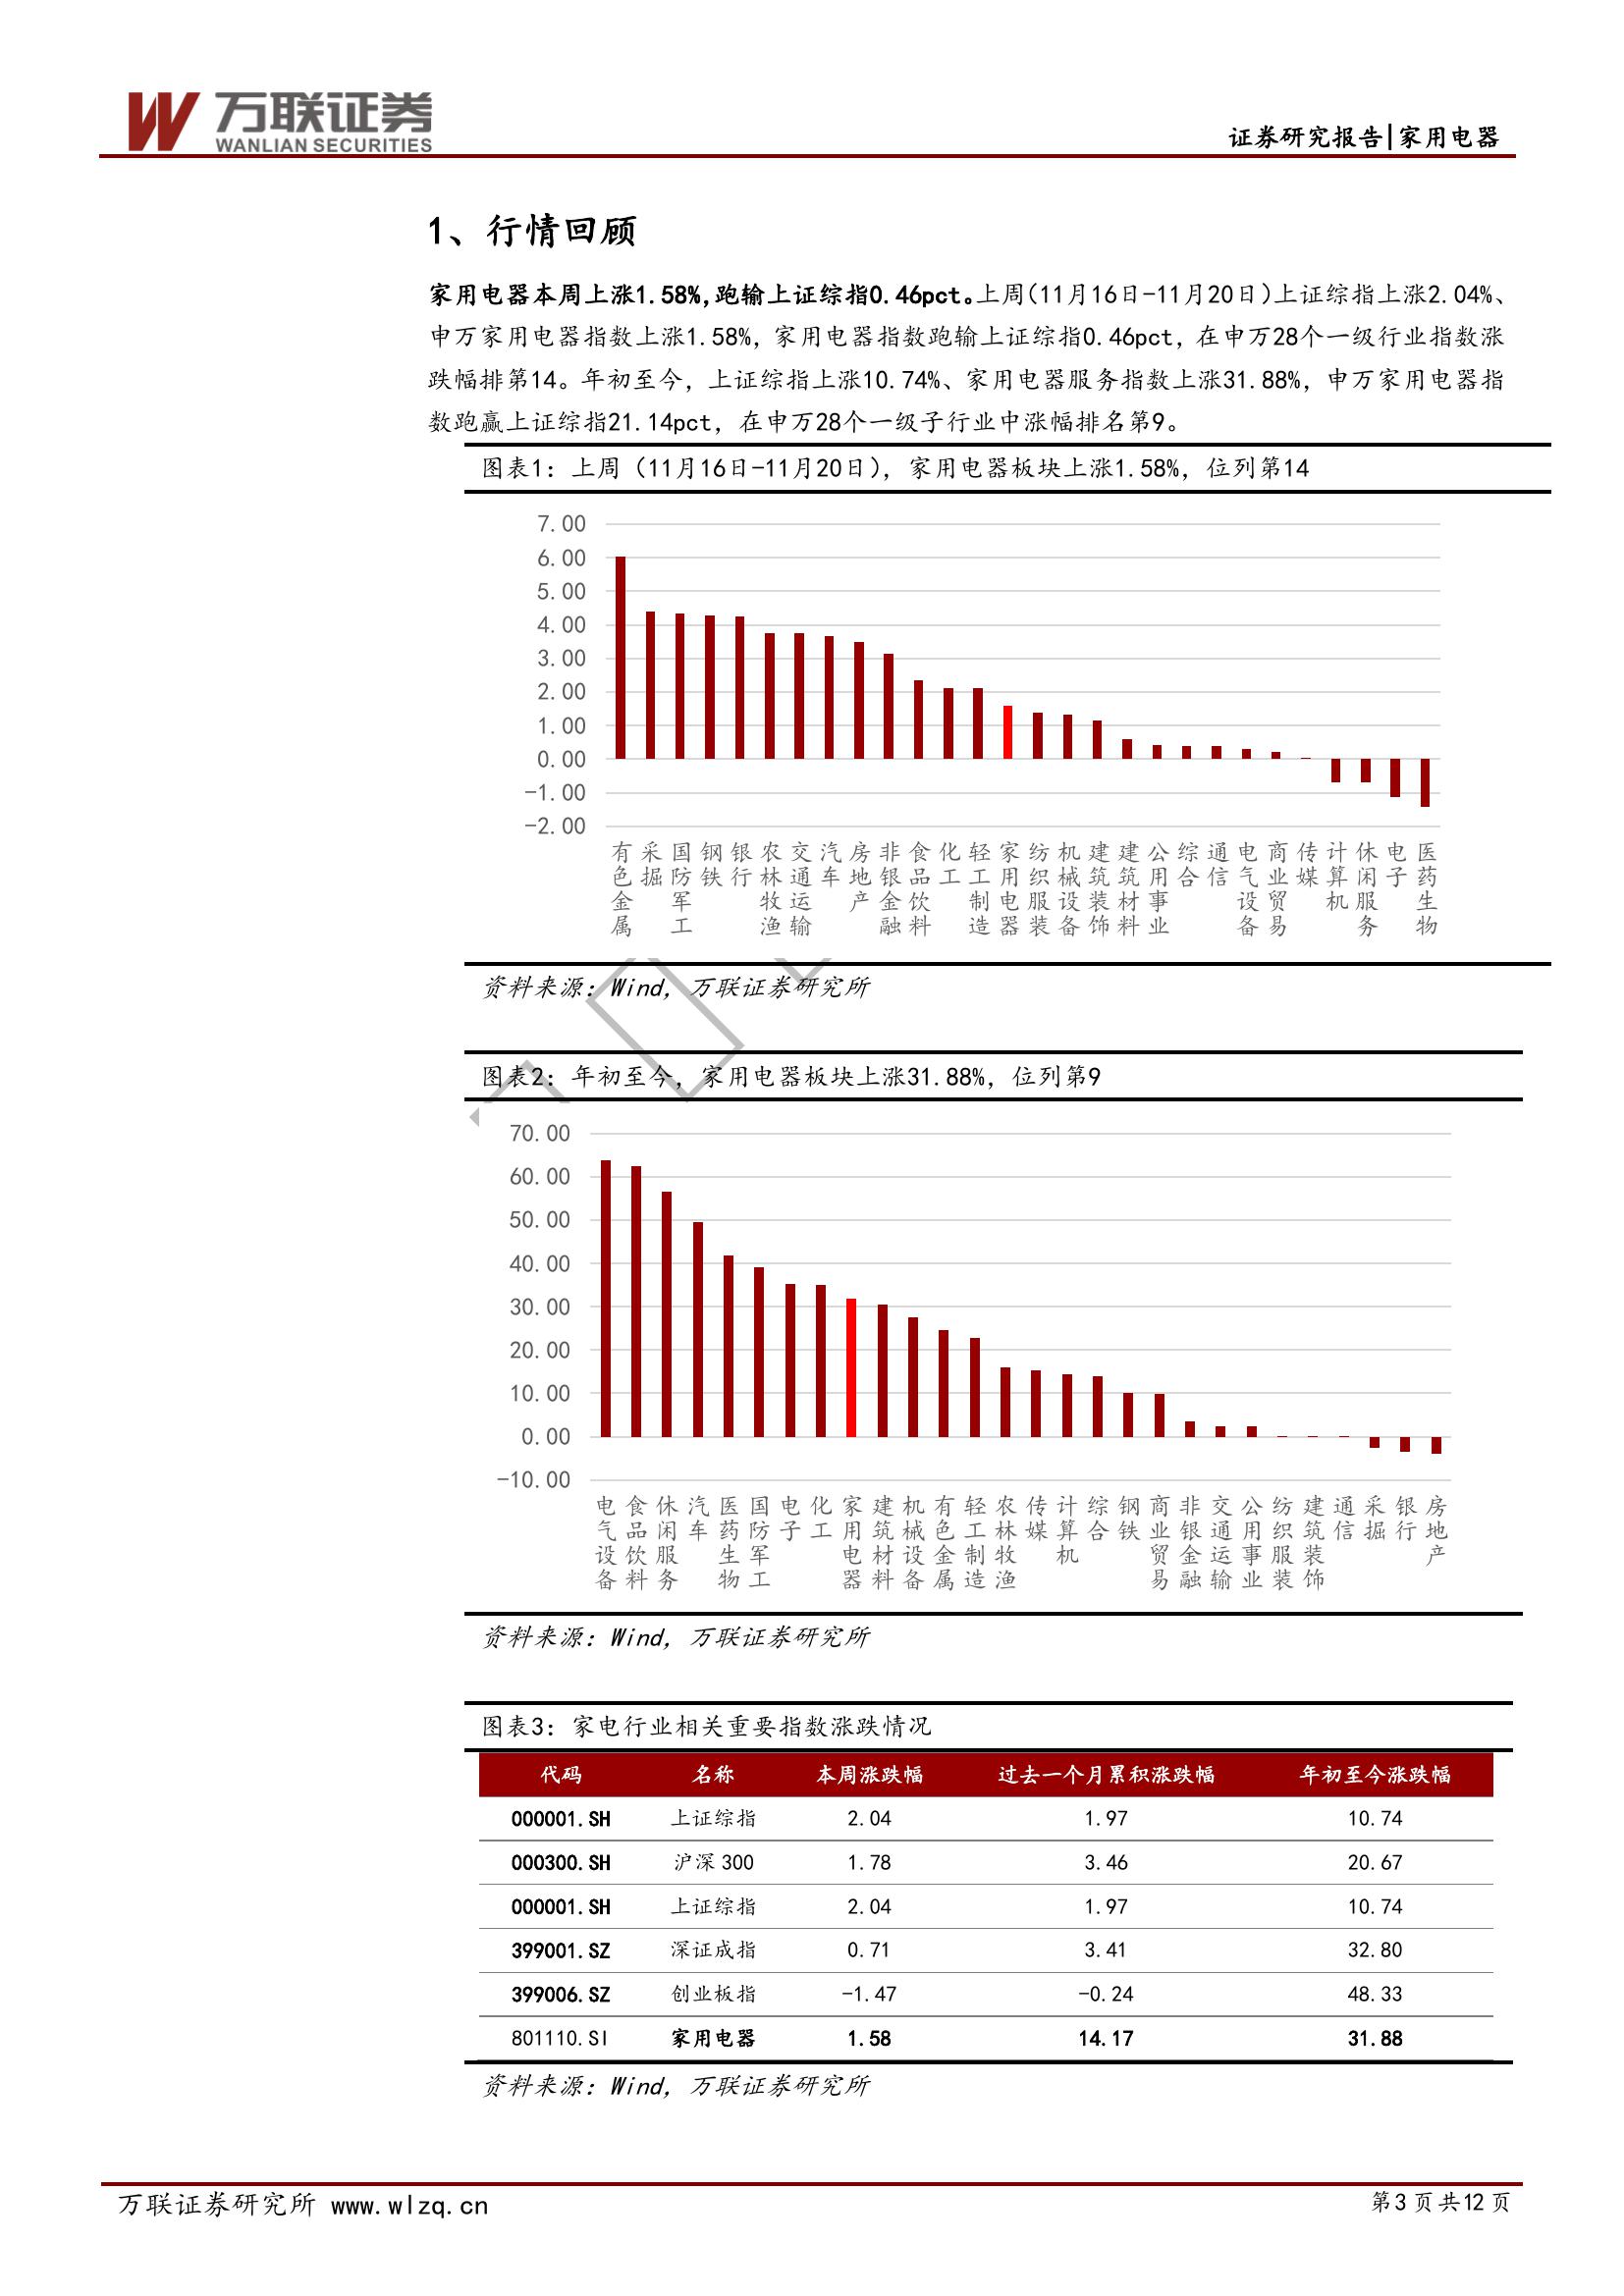 万联证券
WANLIAN SECURITIES
证券研究报告|家用电器
1、行情回顾
家用电器本周上涨1.58%,跑输上证综指0.46pct。上周(11月16日-11月20日)上证综指上涨2.04%、
申万家用电器指数上涨1.58%，家用电器指数跑输上证综指0.46pct，在申万28个一级行业指数涨
跌幅排第14。年初至今，上证综指上涨10.74%、家用电器服务指数上涨31.88%，申万家用电器指
数跑赢上证综指21.14pct，在申万28个一级子行业中涨幅排名第9。
图表1：上周（11月16日-11月20日），家用电器板块上涨1.58%，位列第14
7.00
6.00
5.00
4.00
3.00
2.00
1.00
0.00
-1.00
-2.00
有色金属 采掘 国防军工 钢铁 银行 农林牧渔 交通运输 汽车 房地产 非银金融 食品饮料 化工 轻工制造 家用电器 纺织服装 机械设备 建筑装饰 建筑材料 公用事业 综合 通信 电气设备 商业贸易 传媒 计算机 休闲服务 电子 医药生物
资料来源：Wind，万联证券研究所
图表2：年初至今，家用电器板块上涨31.88%，位列第9
70.00
60.00
50.00
40.00
30.00
20.00
10.00
0.00
-10.00
电气设备 食品饮料 休闲服务 汽车 医药生物 国防军工 电子 化工 家用电器 建筑材料 机械设备 有色金属 轻工制造 农林牧渔 传媒 计算机 综合 钢铁 商业贸易 非银金融 交通运输 公用事业 纺织服装 建筑装饰 通信 采掘 银行 房地产
资料来源：Wind，万联证券研究所
图表3：家电行业相关重要指数涨跌情况
代码 名称 本周涨跌幅 过去一个月累积涨跌幅 年初至今涨跌幅
000001.SH 上证综指 2.04 1.97 10.74
000300.SH 沪深300 1.78 3.46 20.67
000001.SH 上证综指 2.04 1.97 10.74
399001.SZ 深证成指 0.71 3.41 32.80
399006.SZ 创业板指 -1.47 -0.24 48.33
801110.SI 家用电器 1.58 14.17 31.88
资料来源：Wind，万联证券研究所
万联证券研究所 www.wlzq.cn
第3页共12页